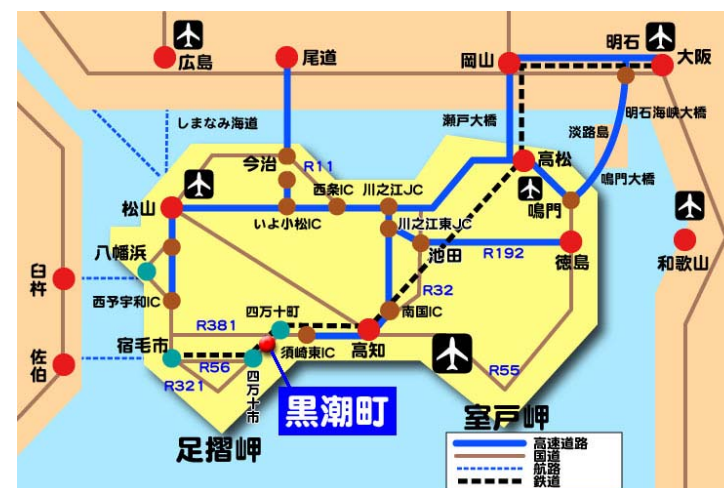 広島
尾道
岡山
明石
大阪
しまなみ海道
瀬戸大橋
淡路島
明石海峡大橋
今治
R11
西条IC
川之江JC
高松
鳴門大橋
松山
いよ小松IC
川之江東JC
鳴門
八幡浜
池田
R192
徳島
和歌山
臼杵
西予宇和IC
四万十町
R32
南国IC
R381
宿毛市
須崎東IC
高知
佐伯
R56
R321
四万十市
R55
黒潮町
室戸岬
足摺岬
高速道路
国道
航路
鉄道